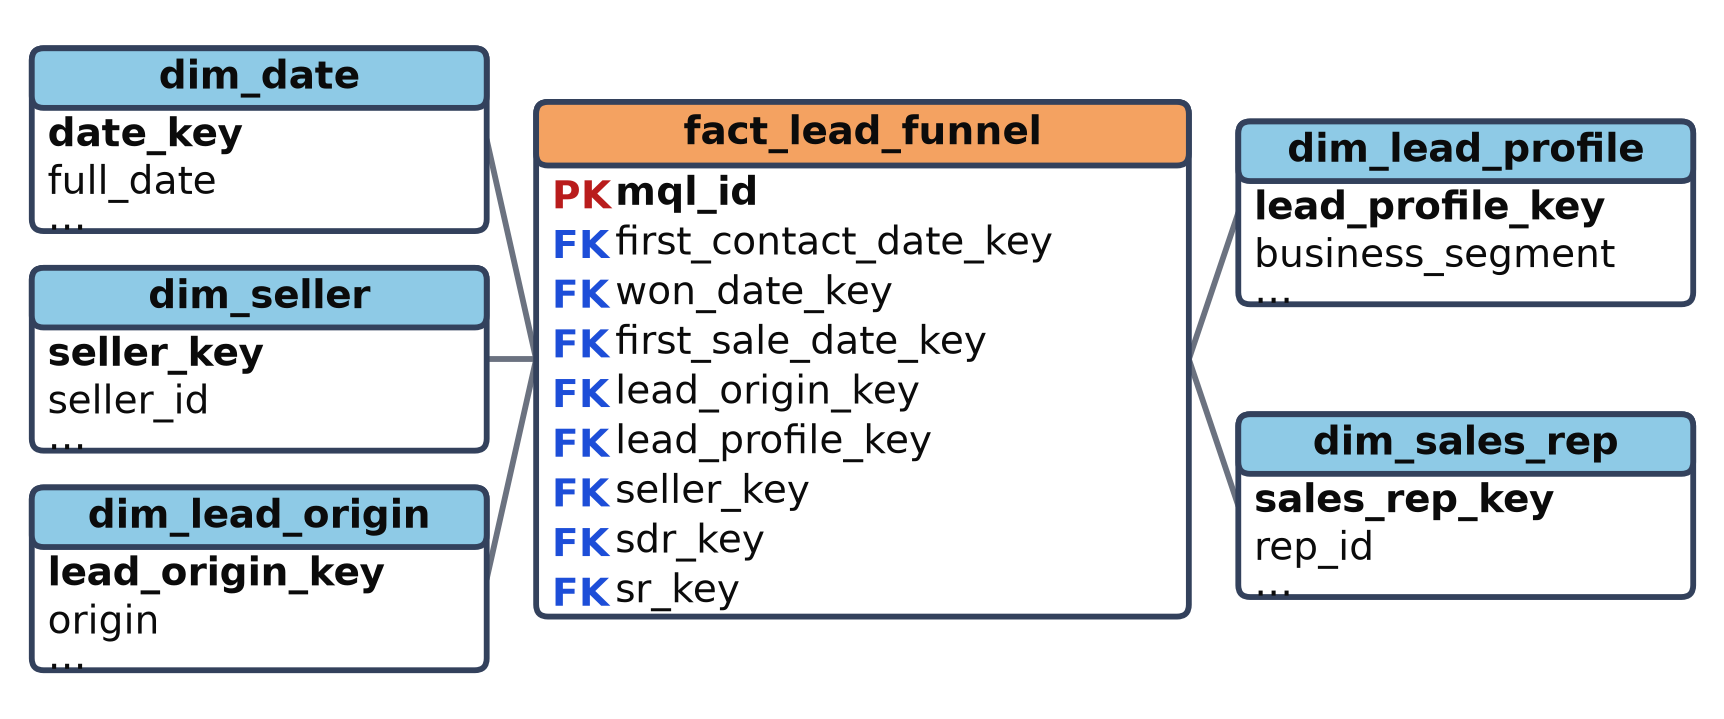 dim_date
date_key
full_date
...
dim_seller
seller_key
seller_id
...
dim_lead_origin
lead_origin_key
origin
...
fact_lead_funnel
PK mql_id
FK first_contact_date_key
FK won_date_key
FK first_sale_date_key
FK lead_origin_key
FK lead_profile_key
FK seller_key
FK sdr_key
FK sr_key
dim_lead_profile
lead_profile_key
business_segment
...
dim_sales_rep
sales_rep_key
rep_id
...